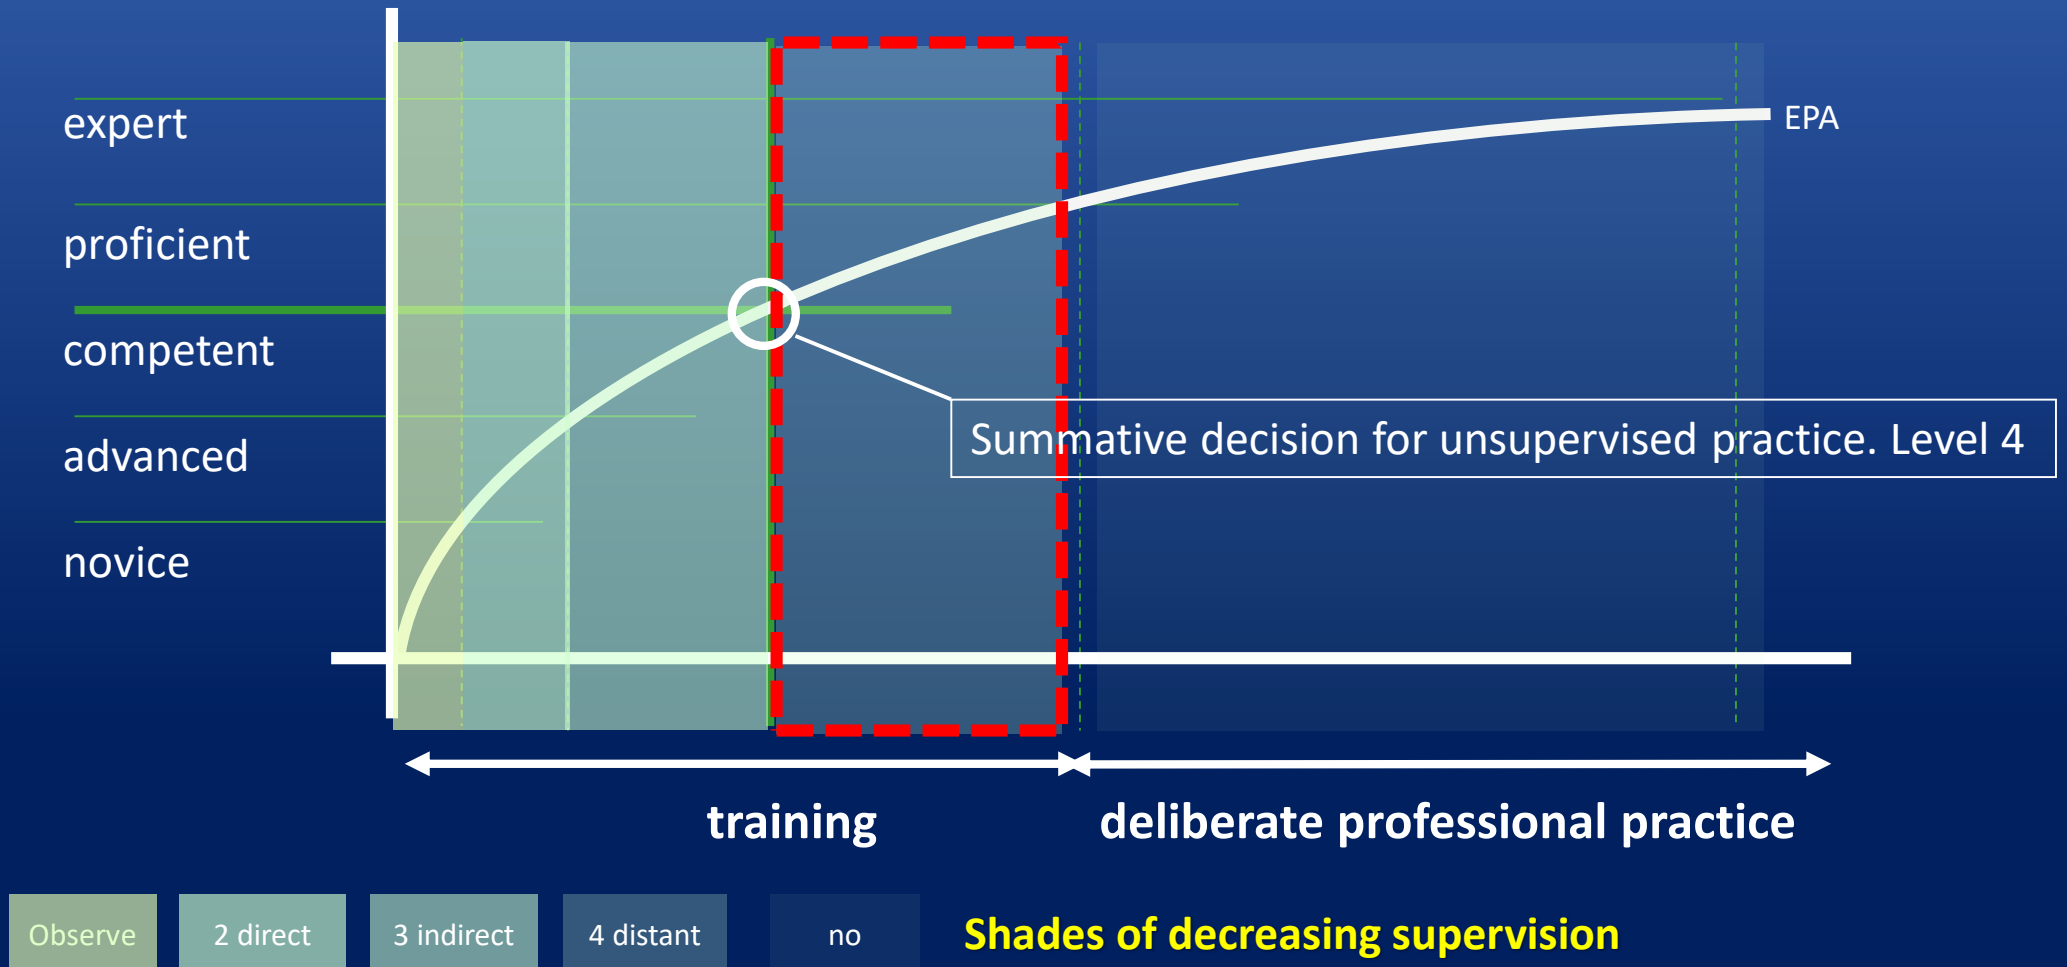 expert
EPA
proficient
competent
Summative decision for unsupervised practice. Level 4
advanced
novice
training
deliberate professional practice
Observe
2 direct
3 indirect
4 distant
no
Shades of decreasing supervision